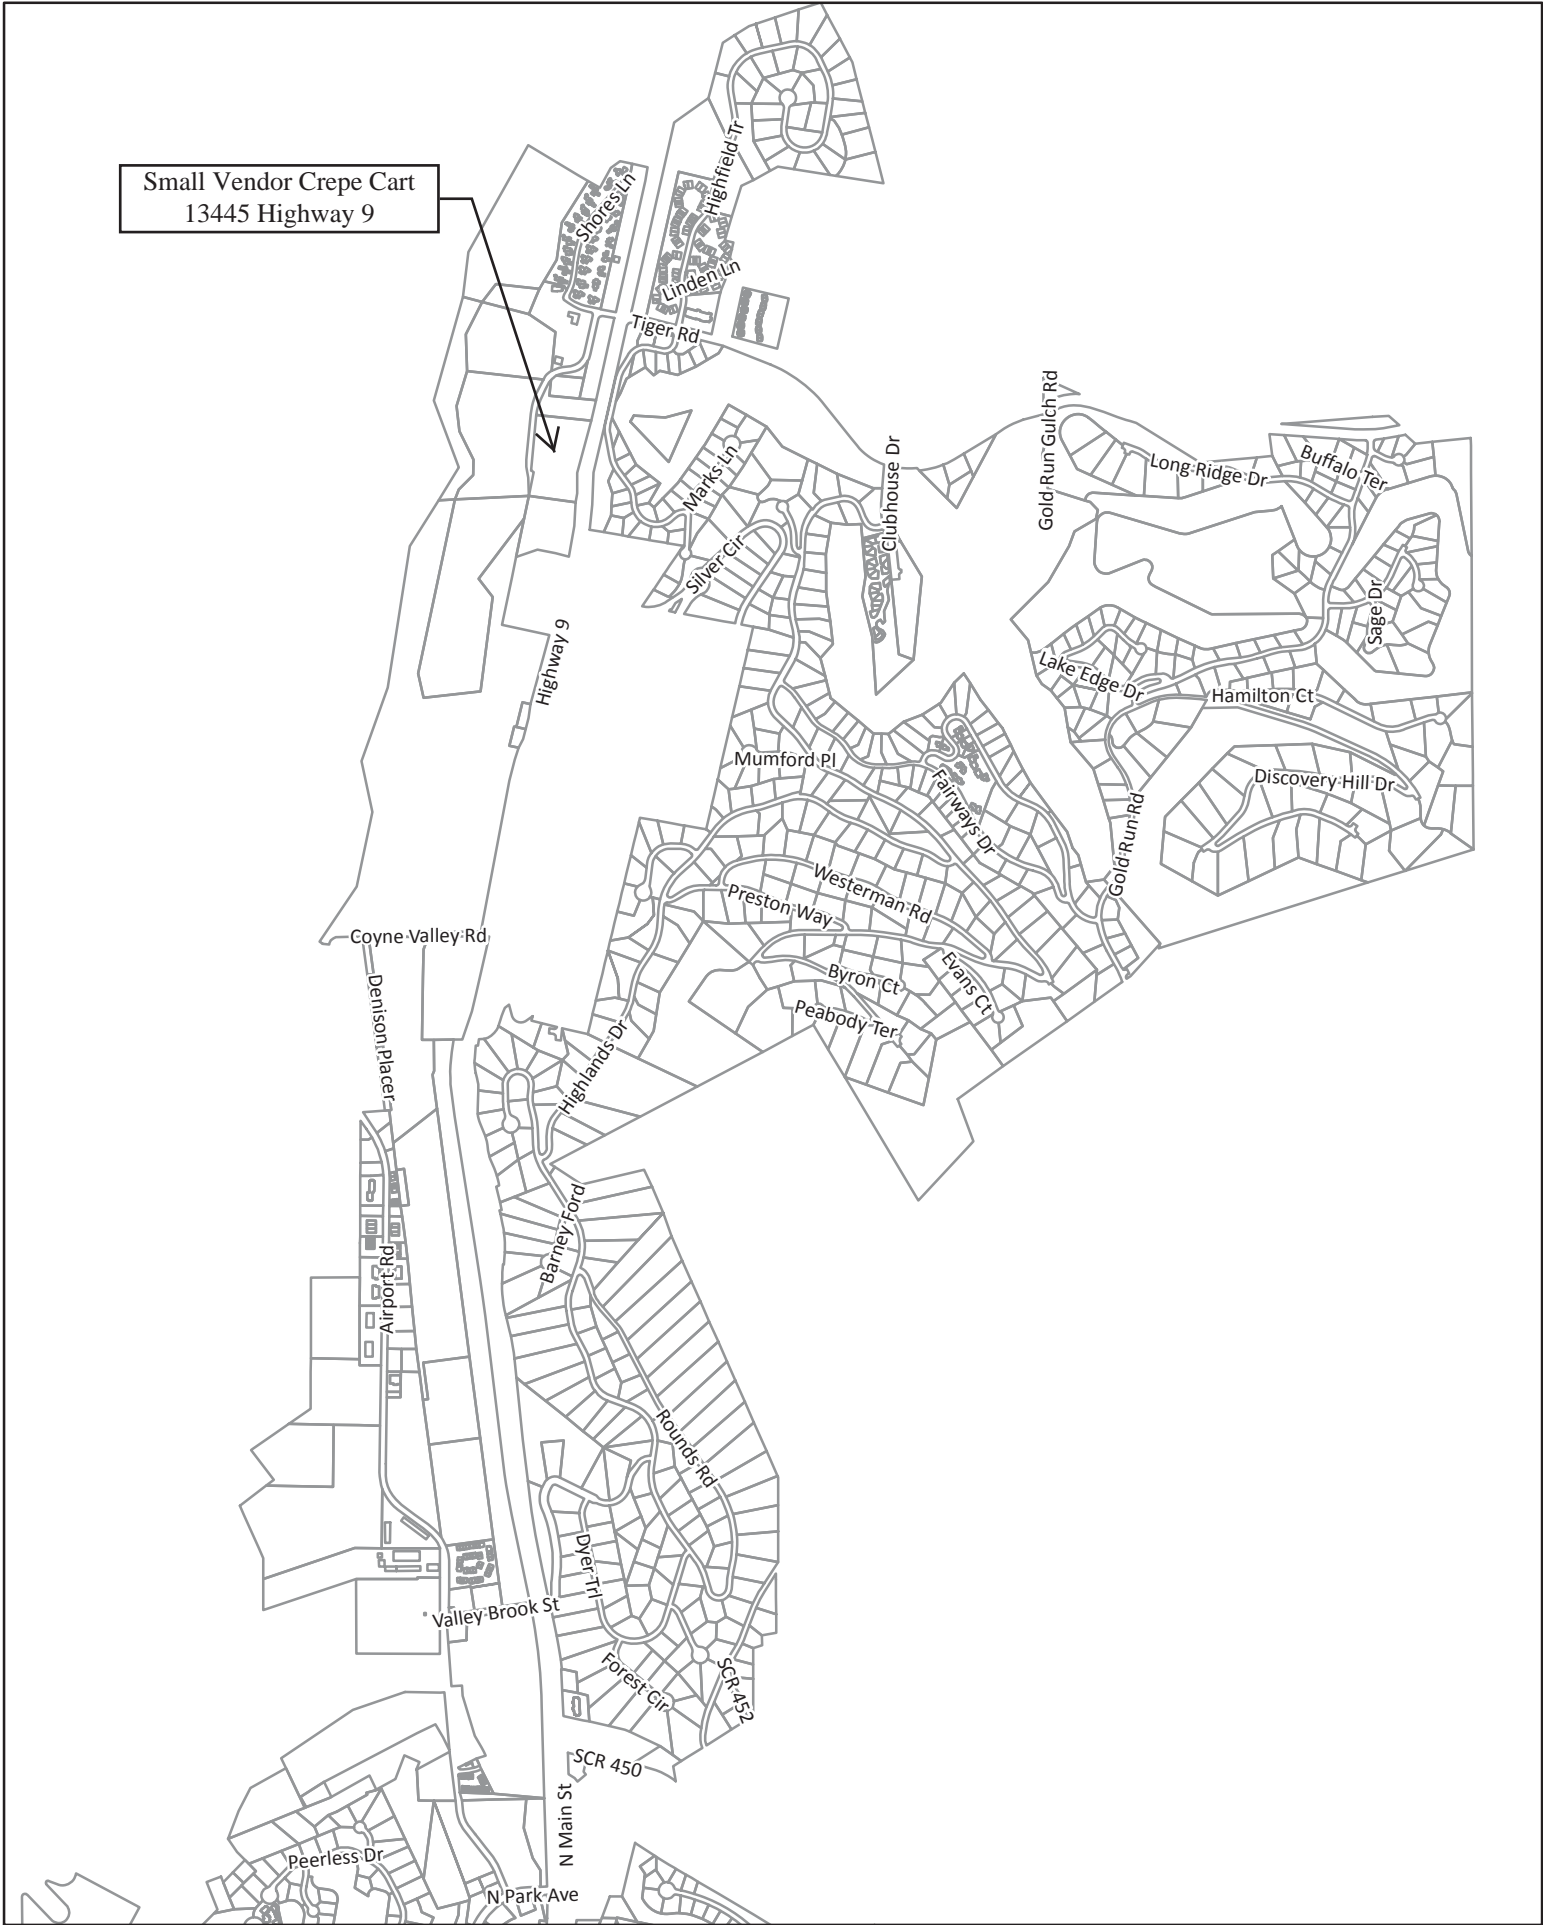 Small Vendor Crepe Cart
13445 Highway 9
Highfield Tr
Shores Ln
Linden Ln
Tiger Rd
Gold Run Gulch Rd
Clubhouse Dr
Marks Ln
Long Ridge Dr
Buffalo Ter
Silver Cir
Sage Dr
Highway 9
Lake Edge Dr
Hamilton Ct
Mumford Pl
Fairways Dr
Discovery Hill Dr
Gold Run Rd
Westerman Rd
Preston Way
Coyne Valley Rd
Evans Ct
Byron Ct
Denison Placer
Peabody Ter
Highlands Dr
Barney Ford
Airport Rd
Rounds Rd
Dyer Trl
Valley Brook St
Forest Cir
SCR 452
SCR 450
N Main St
Peerless Dr
N Park Ave